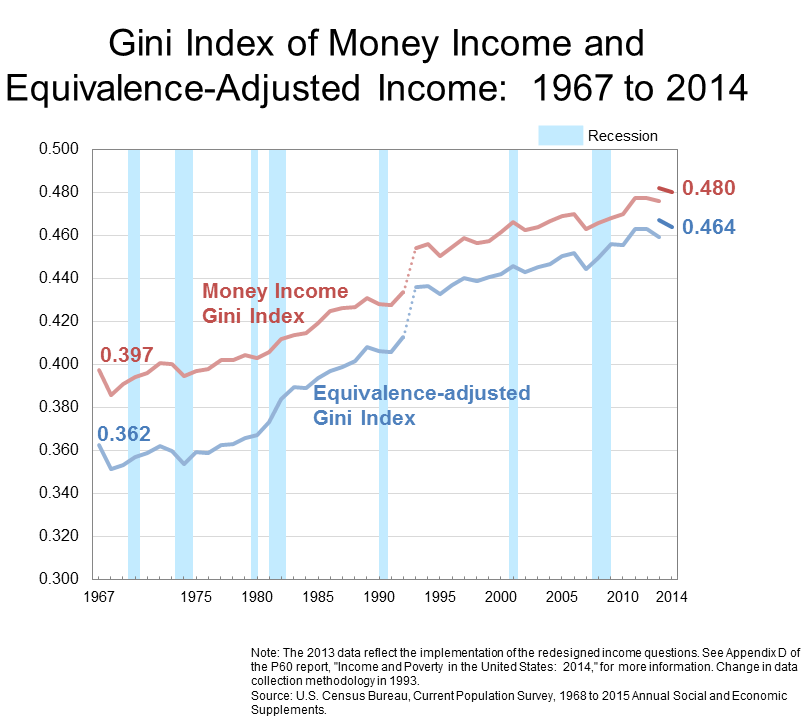 Gini Index of Money Income and
Equivalence-Adjusted Income:  1967 to 2014
Recession
0.500
0.480
0.460
0.440
0.420
0.400
0.380
0.360
0.340
0.320
0.300
0.480
0.464
Money Income
Gini Index
0.397
Equivalence-adjusted
Gini Index
0.362
1967 1975 1980 1985 1990 1995 2000 2005 2010 2014
Note: The 2013 data reflect the implementation of the redesigned income questions. See Appendix D of
the P60 report, "Income and Poverty in the United States:  2014," for more information. Change in data
collection methodology in 1993.
Source: U.S. Census Bureau, Current Population Survey, 1968 to 2015 Annual Social and Economic
Supplements.